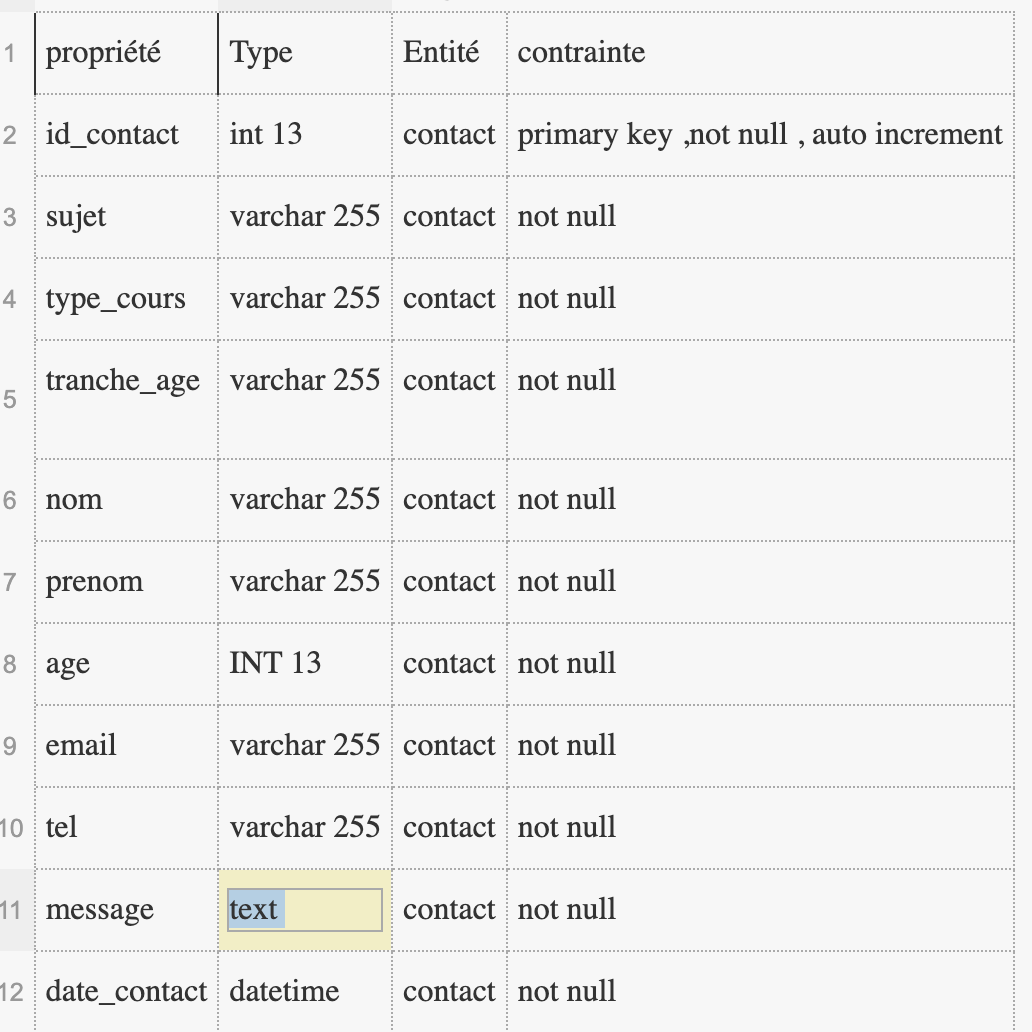 1 propriété Type Entité contrainte
2 id_contact int 13 contact primary key ,not null , auto increment
3 sujet varchar 255 contact not null
4 type_cours varchar 255 contact not null
5 tranche_age varchar 255 contact not null
6 nom varchar 255 contact not null
7 prenom varchar 255 contact not null
8 age INT 13 contact not null
9 email varchar 255 contact not null
10 tel varchar 255 contact not null
11 message text contact not null
12 date_contact datetime contact not null